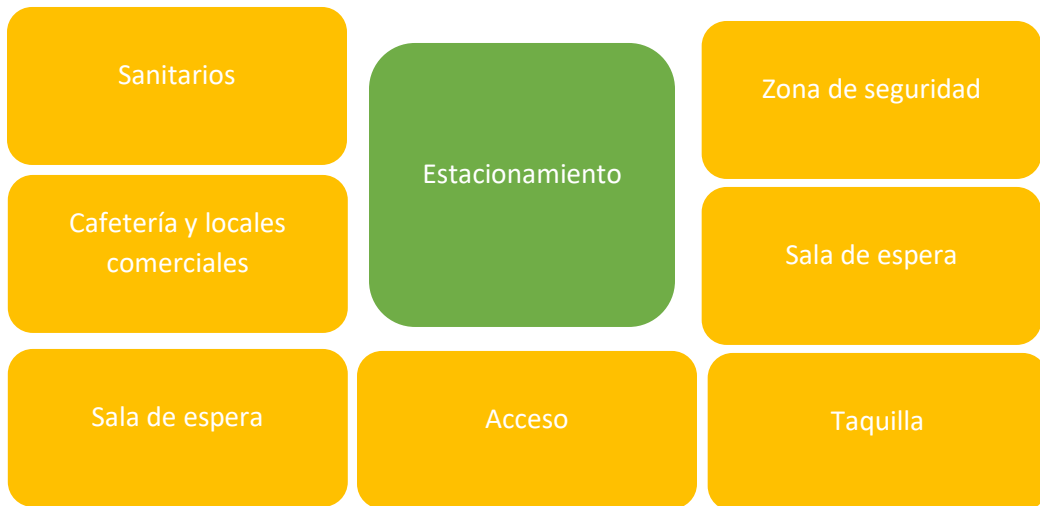 Sanitarios
Estacionamiento
Zona de seguridad
Cafetería y locales
comerciales
Sala de espera
Sala de espera
Acceso
Taquilla